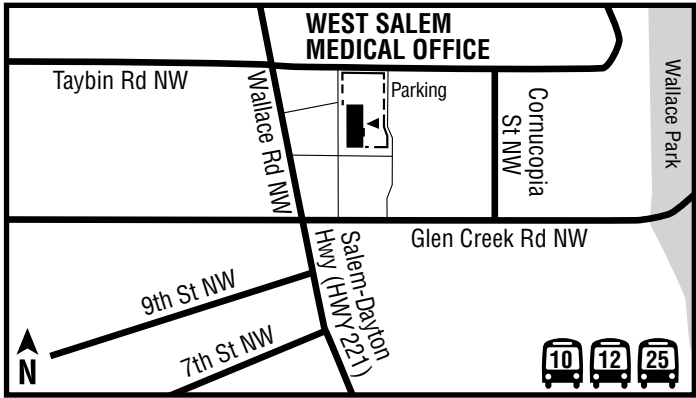 WEST SALEM
MEDICAL OFFICE
Taybin Rd NW
Parking
Wallace Rd NW
Cornucopia
St NW
Wallace Park
Glen Creek Rd NW
Salem-Dayton
Hwy (HWY 221)
9th St NW
7th St NW
N
10
12
25